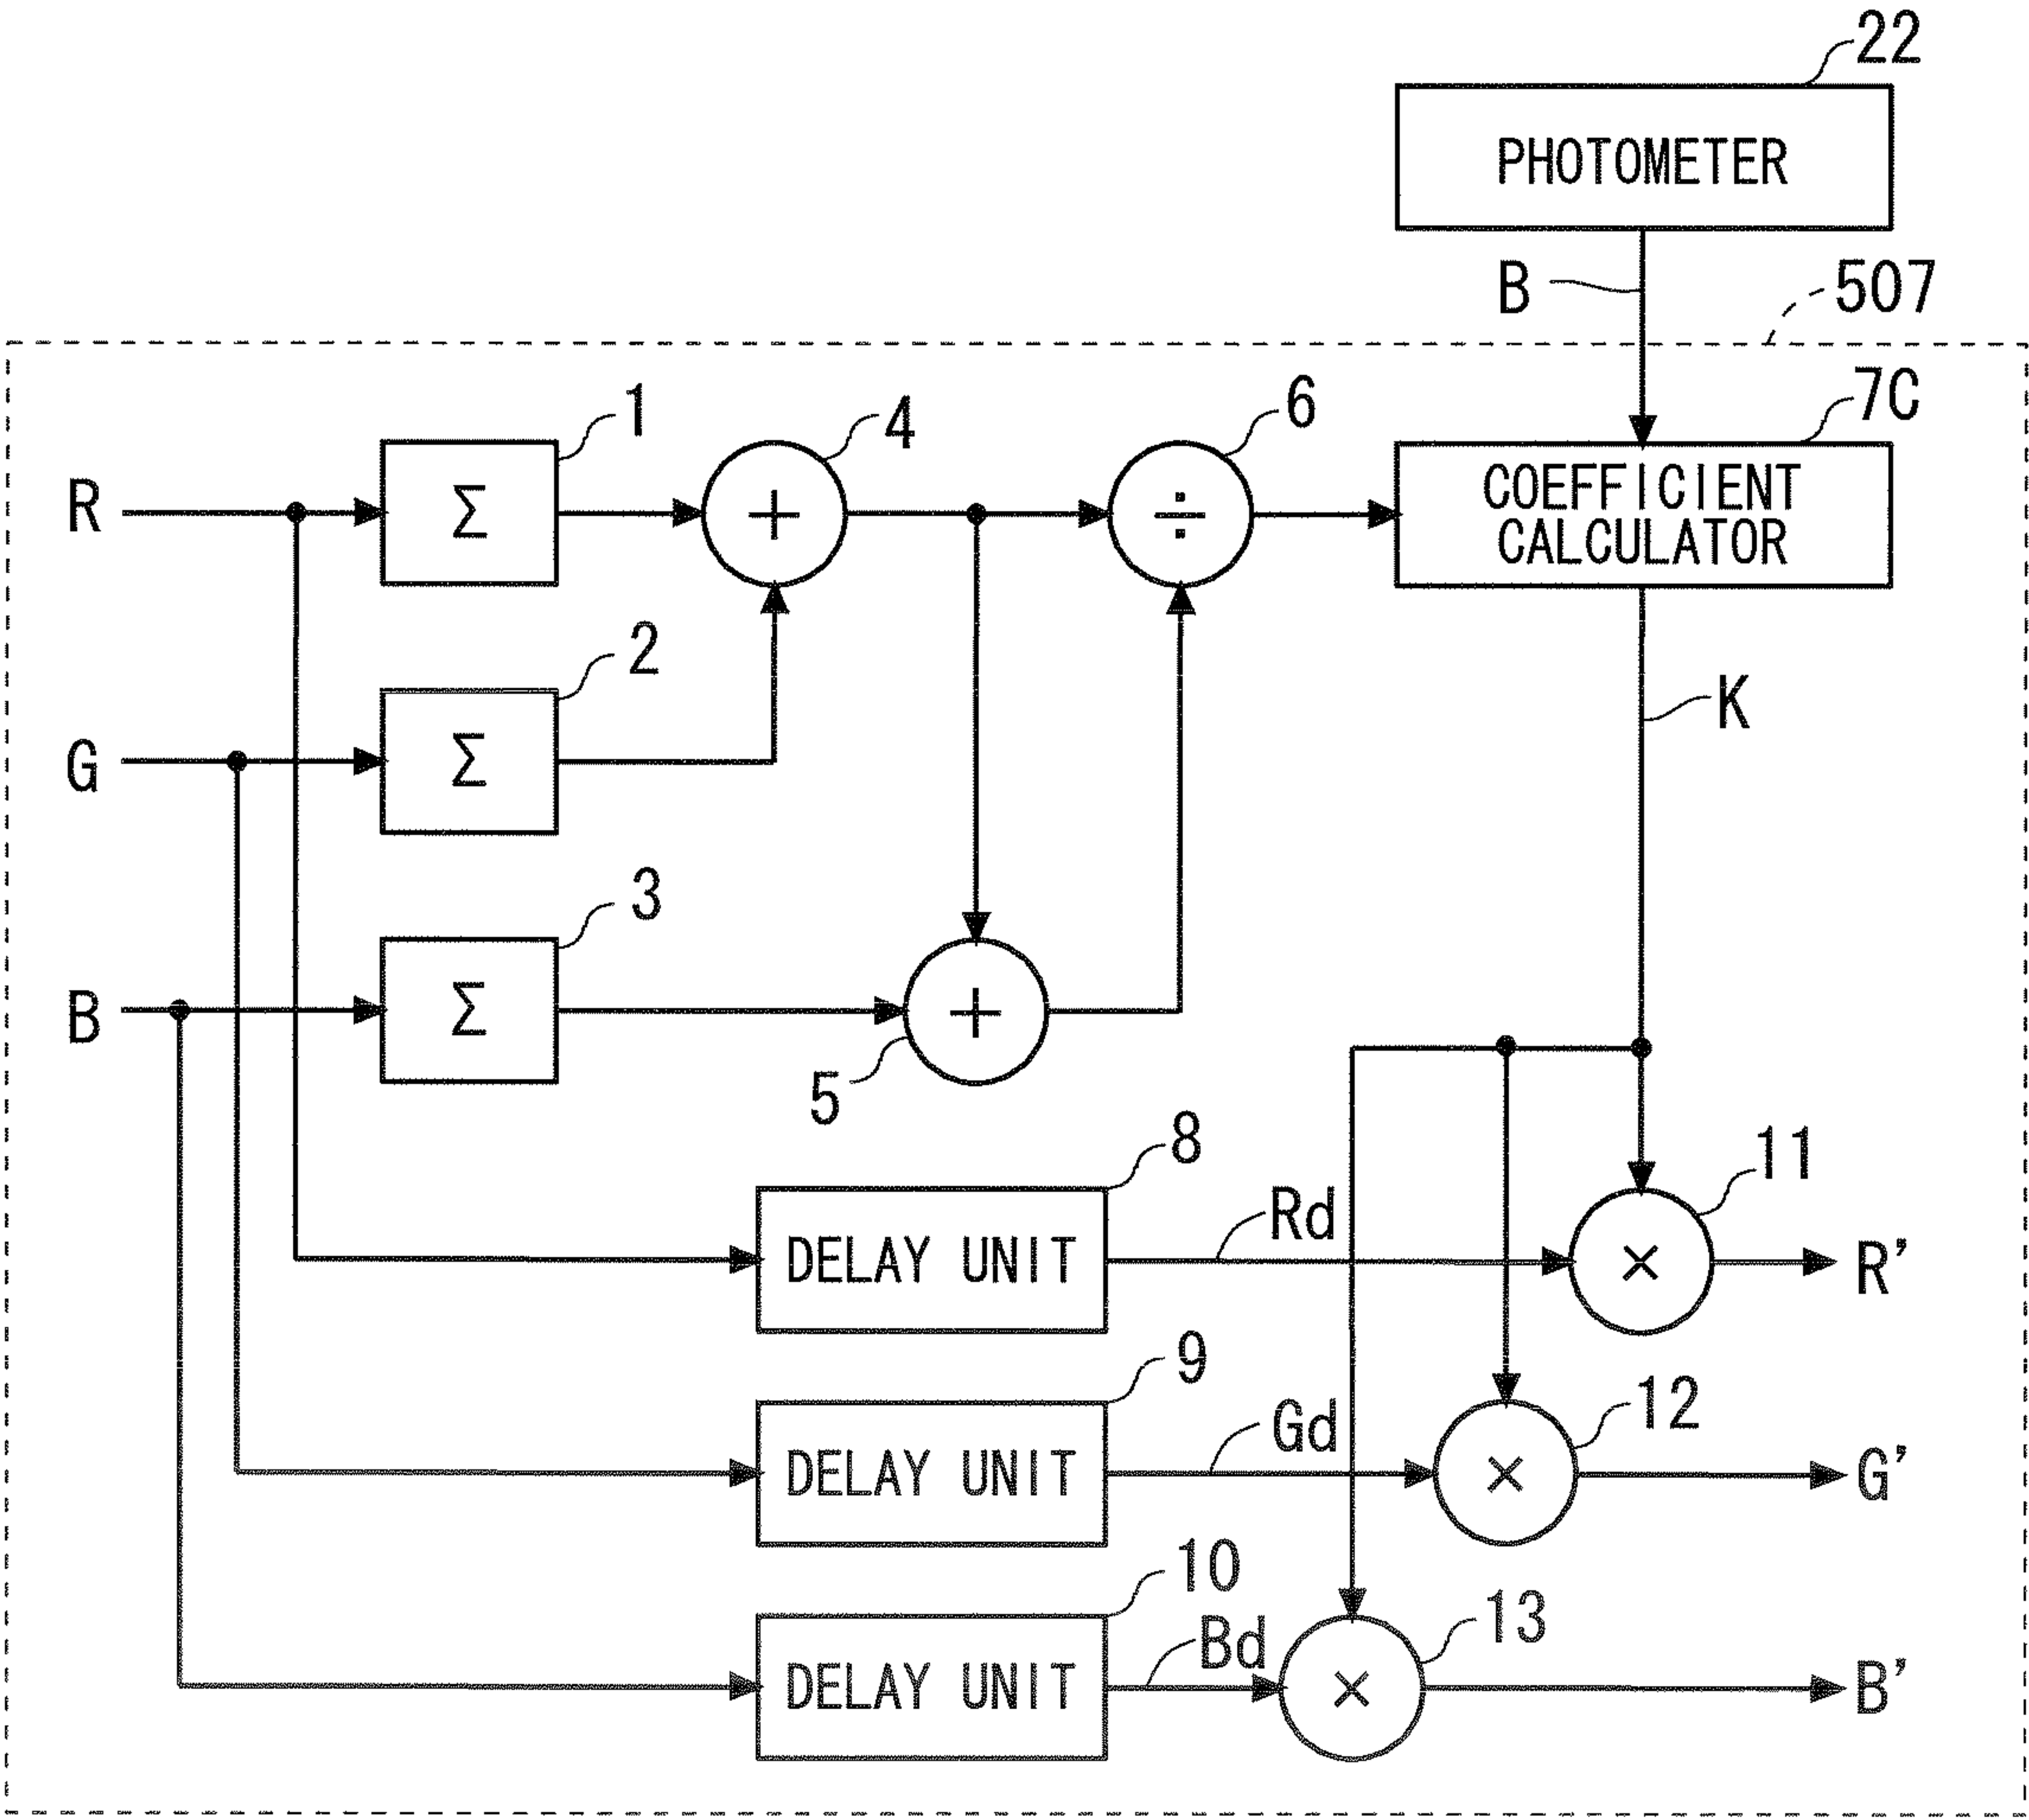 22
PHOTOMETER
B
507
1
4
6
7C
R
Σ
+
÷
COEFFICIENT
CALCULATOR
2
K
G
Σ
3
B
Σ
+
5
8
11
DELAY UNIT
Rd
×
R’
9
12
DELAY UNIT
Gd
×
G’
10
13
DELAY UNIT
Bd
×
B’